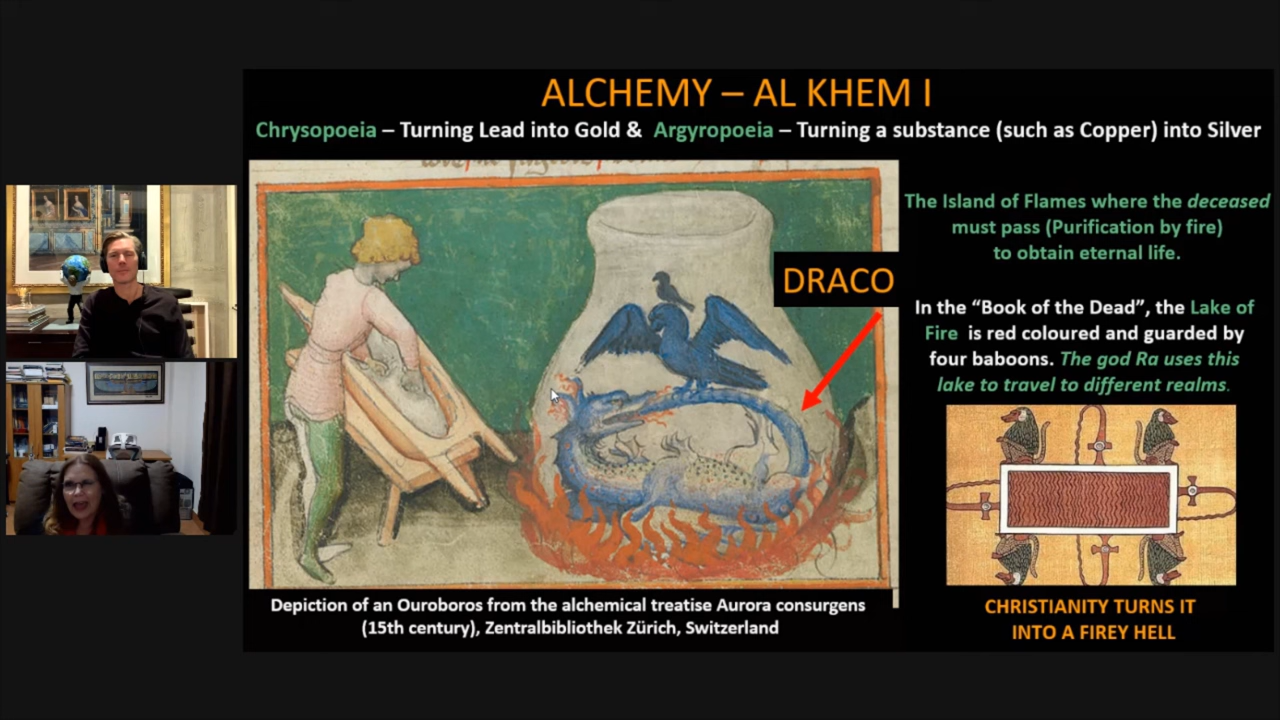 ALCHEMY – AL KHEM I
Chrysopoeia – Turning Lead into Gold & Argyropoeia – Turning a substance (such as Copper) into Silver
DRACO
The Island of Flames where the deceased
must pass (Purification by fire)
to obtain eternal life.
In the “Book of the Dead”, the Lake of
Fire is red coloured and guarded by
four baboons. The god Ra uses this
lake to travel to different realms.
Depiction of an Ouroboros from the alchemical treatise Aurora consurgens
(15th century), Zentralbibliothek Zürich, Switzerland
CHRISTIANITY TURNS IT
INTO A FIREY HELL